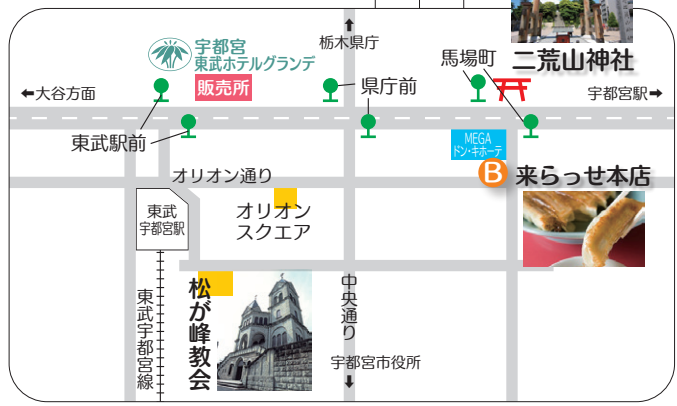 宇都宮
東武ホテルグランデ
販売所
↑
栃木県庁
馬場町
二荒山神社
←大谷方面
県庁前
宇都宮駅→
東武駅前
MEGA
ドン・キホーテ
B 来らっせ本店
オリオン通り
東武
宇都宮駅
オリオン
スクエア
松が峰教会
中央通り
東武宇都宮線
宇都宮市役所
↓